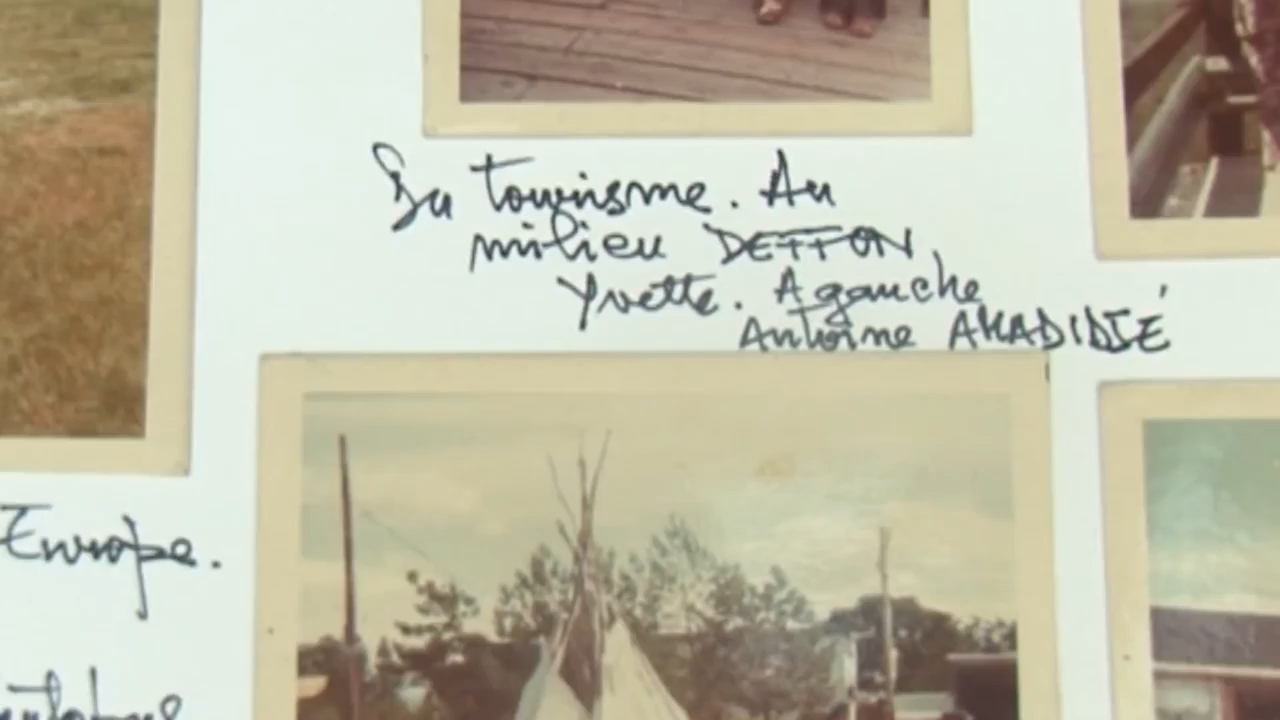 Du tourisme. Au
milieu DETTON
Yvette. A gauche
Antoine AKADIDIÉ
Europe.